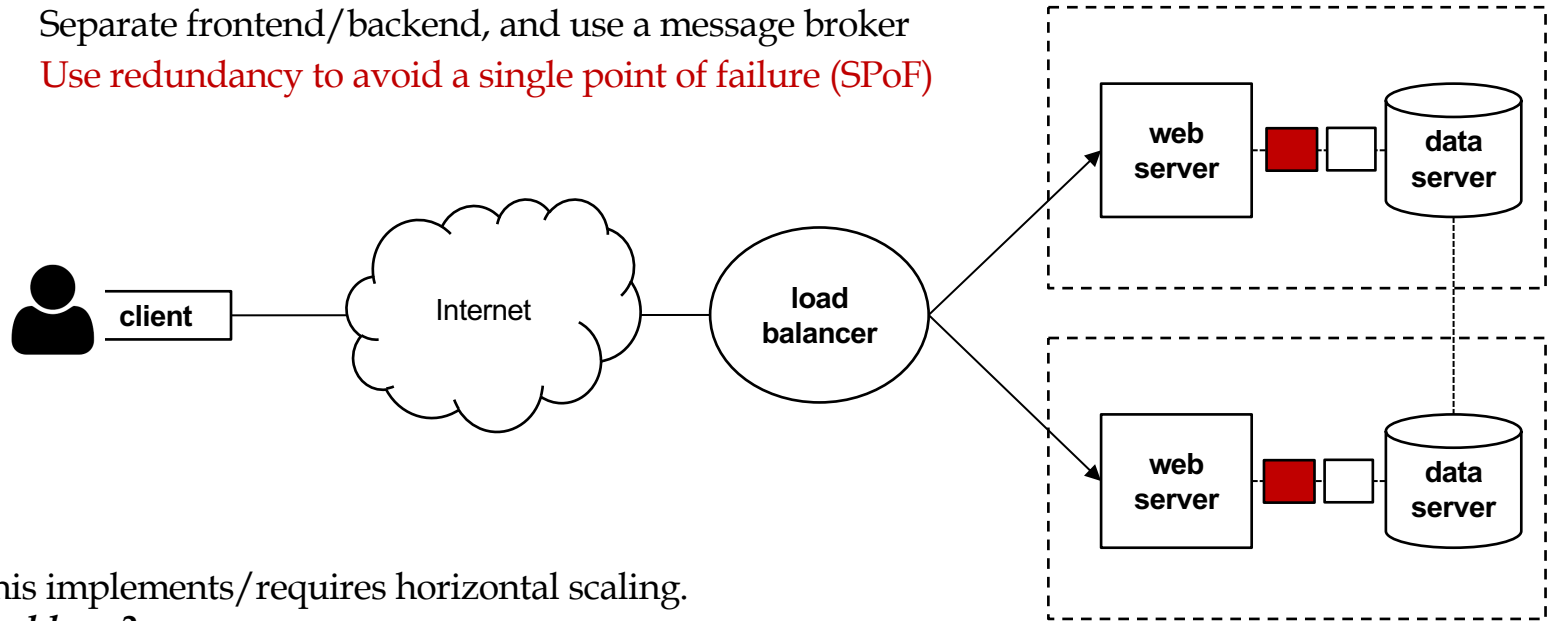 Separate frontend/backend, and use a message broker
Use redundancy to avoid a single point of failure (SPoF)
web
server
data
server
client
Internet
load
balancer
web
server
data
server
his implements/requires horizontal scaling.